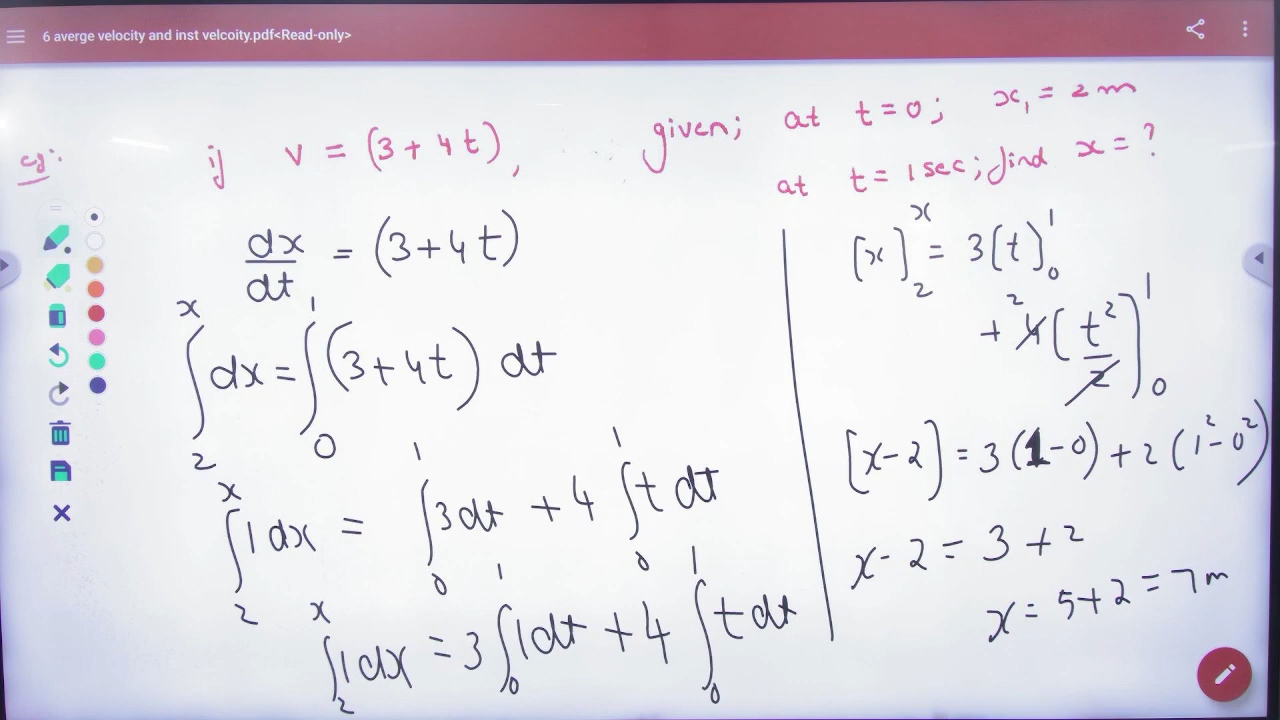 6 averge velocity and inst velcoity.pdf<Read-only>
eg:
if v = (3 + 4t), given; at t = 0; x₁ = 2m
at t = 1 sec; find x = ?
dx/dt = (3 + 4t)
∫₂ˣ dx = ∫₀¹ (3 + 4t) dt
∫₂ˣ 1 dx = ∫₀¹ 3dt + 4 ∫₀¹ t dt
∫₂ˣ 1 dx = 3 ∫₀¹ 1dt + 4 ∫₀¹ t dt
[x]₂ˣ = 3[t]₀¹
+ ²4[t²/2]₀¹
[x-2] = 3(1-0) + 2(1²-0²)
x-2 = 3+2
x = 5+2 = 7m